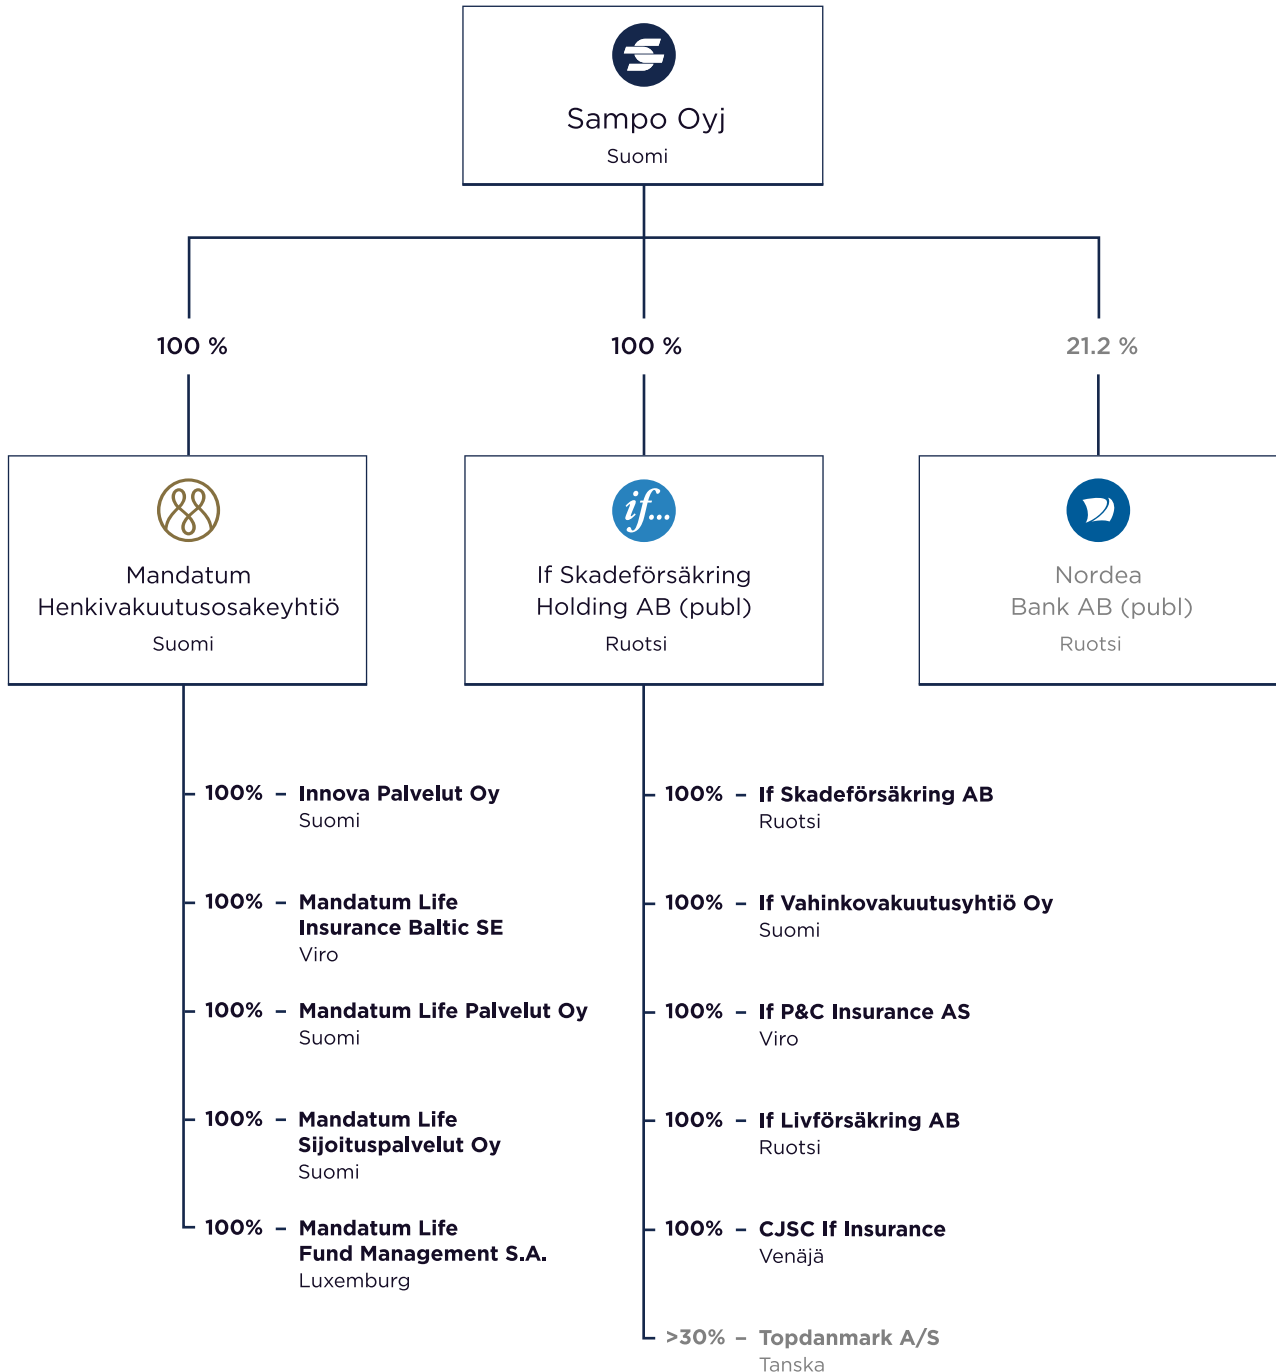 Sampo Oyj
Suomi
100 %
100 %
21.2 %
Mandatum
Henkivakuutusosakeyhtiö
Suomi
if...
If Skadeförsäkring
Holding AB (publ)
Ruotsi
Nordea
Bank AB (publ)
Ruotsi
100% – Innova Palvelut Oy
Suomi
100% – Mandatum Life
Insurance Baltic SE
Viro
100% – Mandatum Life Palvelut Oy
Suomi
100% – Mandatum Life
Sijoituspalvelut Oy
Suomi
100% – Mandatum Life
Fund Management S.A.
Luxemburg
100% – If Skadeförsäkring AB
Ruotsi
100% – If Vahinkovakuutusyhtiö Oy
Suomi
100% – If P&C Insurance AS
Viro
100% – If Livförsäkring AB
Ruotsi
100% – CJSC If Insurance
Venäjä
>30% – Topdanmark A/S
Tanska